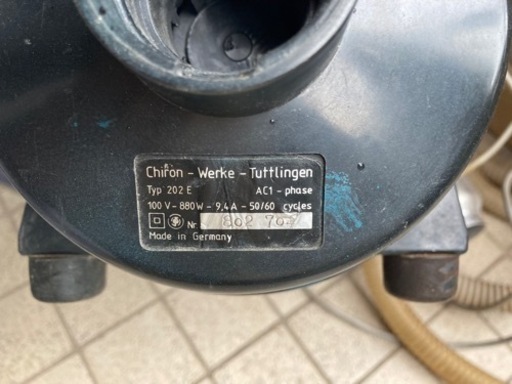 Chiron - Werke - Tuttlingen
Typ 202 E AC1 - phase
100 V - 880 W - 9,4 A - 50/60 cycles
Nr
Made in Germany